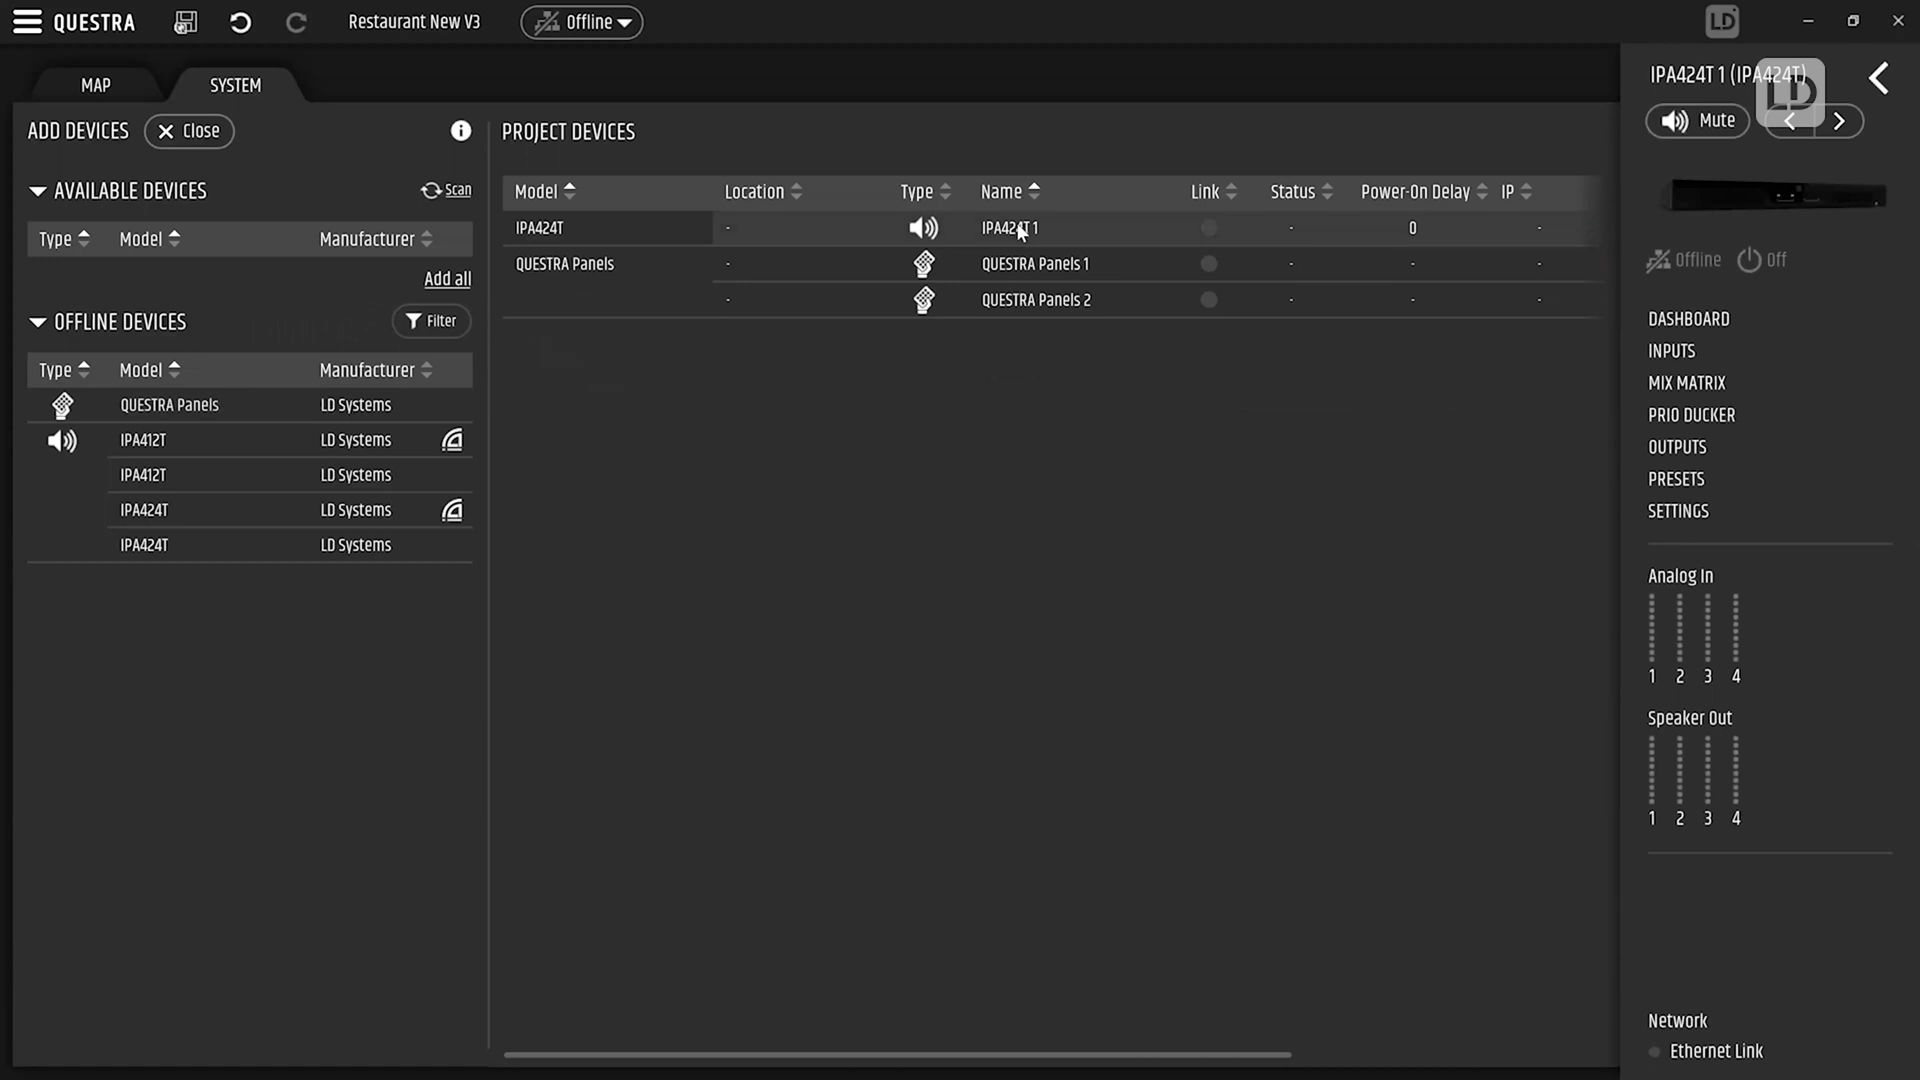 QUESTRA Restaurant New V3 Offline LD
MAP SYSTEM
ADD DEVICES Close
AVAILABLE DEVICES Scan
Type Model Manufacturer
Add all
OFFLINE DEVICES Filter
Type Model Manufacturer
QUESTRA Panels LD Systems
IPA412T LD Systems
IPA412T LD Systems
IPA424T LD Systems
IPA424T LD Systems
PROJECT DEVICES
Model Location Type Name Link Status Power-On Delay IP
IPA424T - IPA424T 1 - 0 -
QUESTRA Panels - QUESTRA Panels 1 - - -
- QUESTRA Panels 2 - - -
IPA424T 1 (IPA424T)
LD
Mute
Offline Off
DASHBOARD
INPUTS
MIX MATRIX
PRIO DUCKER
OUTPUTS
PRESETS
SETTINGS
Analog In
1 2 3 4
Speaker Out
1 2 3 4
Network
Ethernet Link